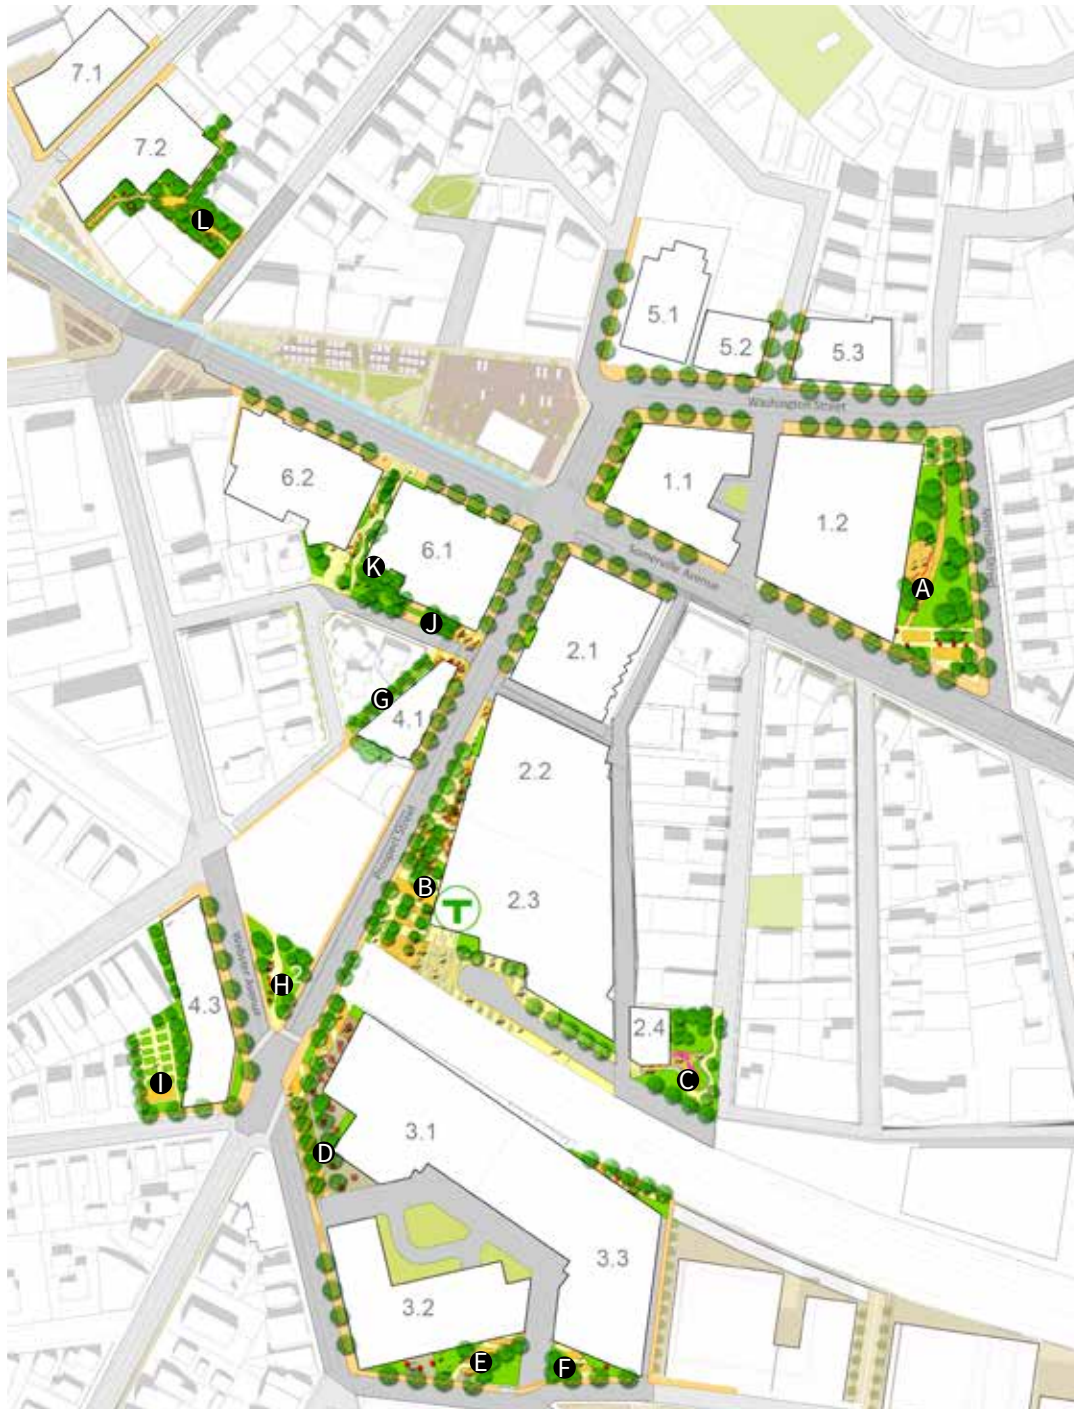 7.1
7.2
L
5.1
5.2
5.3
Washington Street
6.2
1.1
1.2
6.1
K
Somerville Avenue
A
J
2.1
G
4.1
2.2
Prospect Street
B
T
2.3
H
Webster Avenue
4.3
2.4
I
C
3.1
D
3.3
3.2
E
F